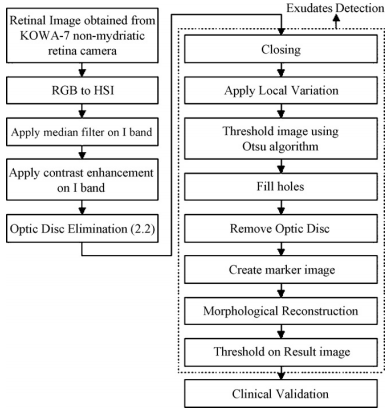 Retinal Image obtained from
KOWA-7 non-mydriatic
retina camera
RGB to HSI
Apply median filter on I band
Apply contrast enhancement
on I band
Optic Disc Elimination (2.2)
Exudates Detection
Closing
Apply Local Variation
Threshold image using
Otsu algorithm
Fill holes
Remove Optic Disc
Create marker image
Morphological Reconstruction
Threshold on Result image
Clinical Validation